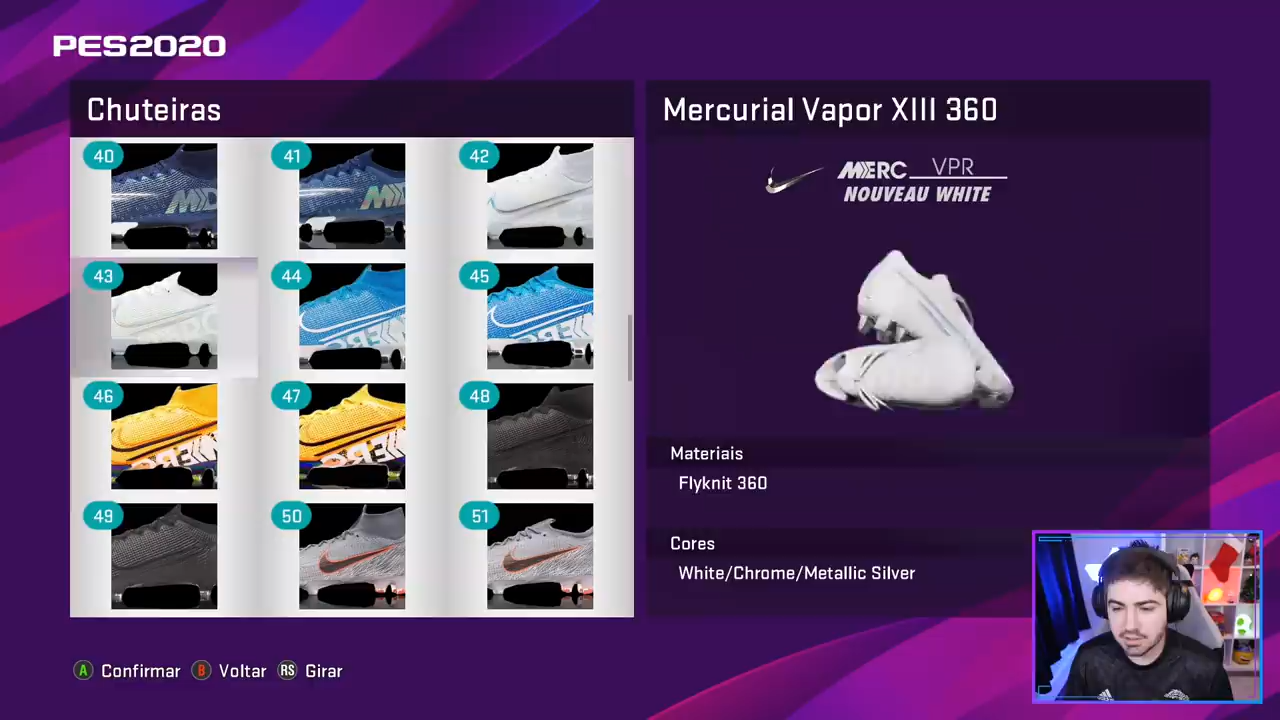 PES2020
Chuteiras
Mercurial Vapor XIII 360
MERC VPR
NOUVEAU WHITE
40
41
42
43
44
45
46
47
48
49
50
51
Materiais
Flyknit 360
Cores
White/Chrome/Metallic Silver
A Confirmar B Voltar RS Girar